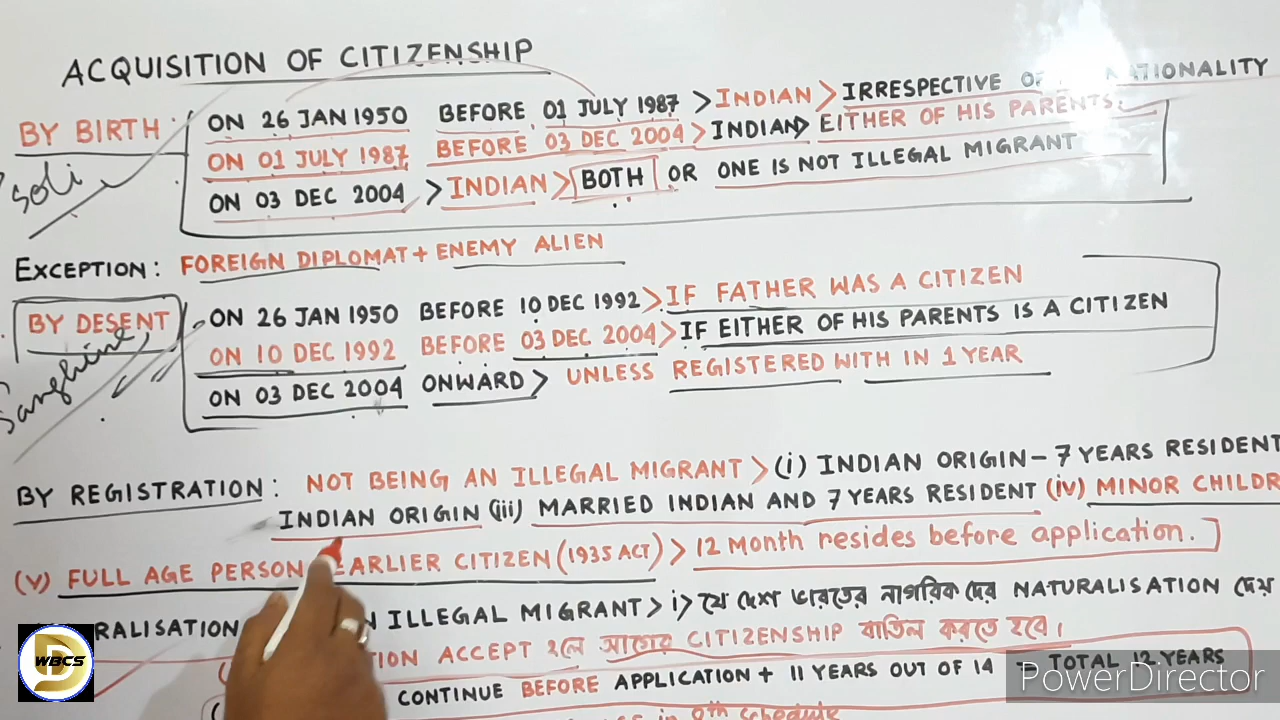 ACQUISITION OF CITIZENSHIP
BY BIRTH
ON 26 JAN 1950 BEFORE 01 JULY 1987 > INDIAN > IRRESPECTIVE NATIONALITY
ON 01 JULY 1987 BEFORE 03 DEC 2004 > INDIAN > EITHER OF HIS PARENTS.
ON 03 DEC 2004 > INDIAN > BOTH OR ONE IS NOT ILLEGAL MIGRANT
soli
EXCEPTION: FOREIGN DIPLOMAT + ENEMY ALIEN
BY DESENT
ON 26 JAN 1950 BEFORE 10 DEC 1992 > IF FATHER WAS A CITIZEN
ON 10 DEC 1992 BEFORE 03 DEC 2004 > IF EITHER OF HIS PARENTS IS A CITIZEN
ON 03 DEC 2004 ONWARD > UNLESS REGISTERED WITH IN 1 YEAR
BY REGISTRATION: NOT BEING AN ILLEGAL MIGRANT > (i) INDIAN ORIGIN - 7 YEARS RESIDENT
INDIAN ORIGIN (iii) MARRIED INDIAN AND 7 YEARS RESIDENT (iv) MINOR CHILDR
(v) FULL AGE PERSON EARLIER CITIZEN (1935 ACT) > 12 Month resides before application.
RALISATION N ILLEGAL MIGRANT > i> যে দেশ ভারতের নাগরিক দের NATURALISATION দেয়
TION ACCEPT হলে আগের CITIZENSHIP বাতিল করতে হবে।
CONTINUE BEFORE APPLICATION + 11 YEARS OUT OF 14 → TOTAL 12 YEARS
in 8th schedule
D WBCS
PowerDirector